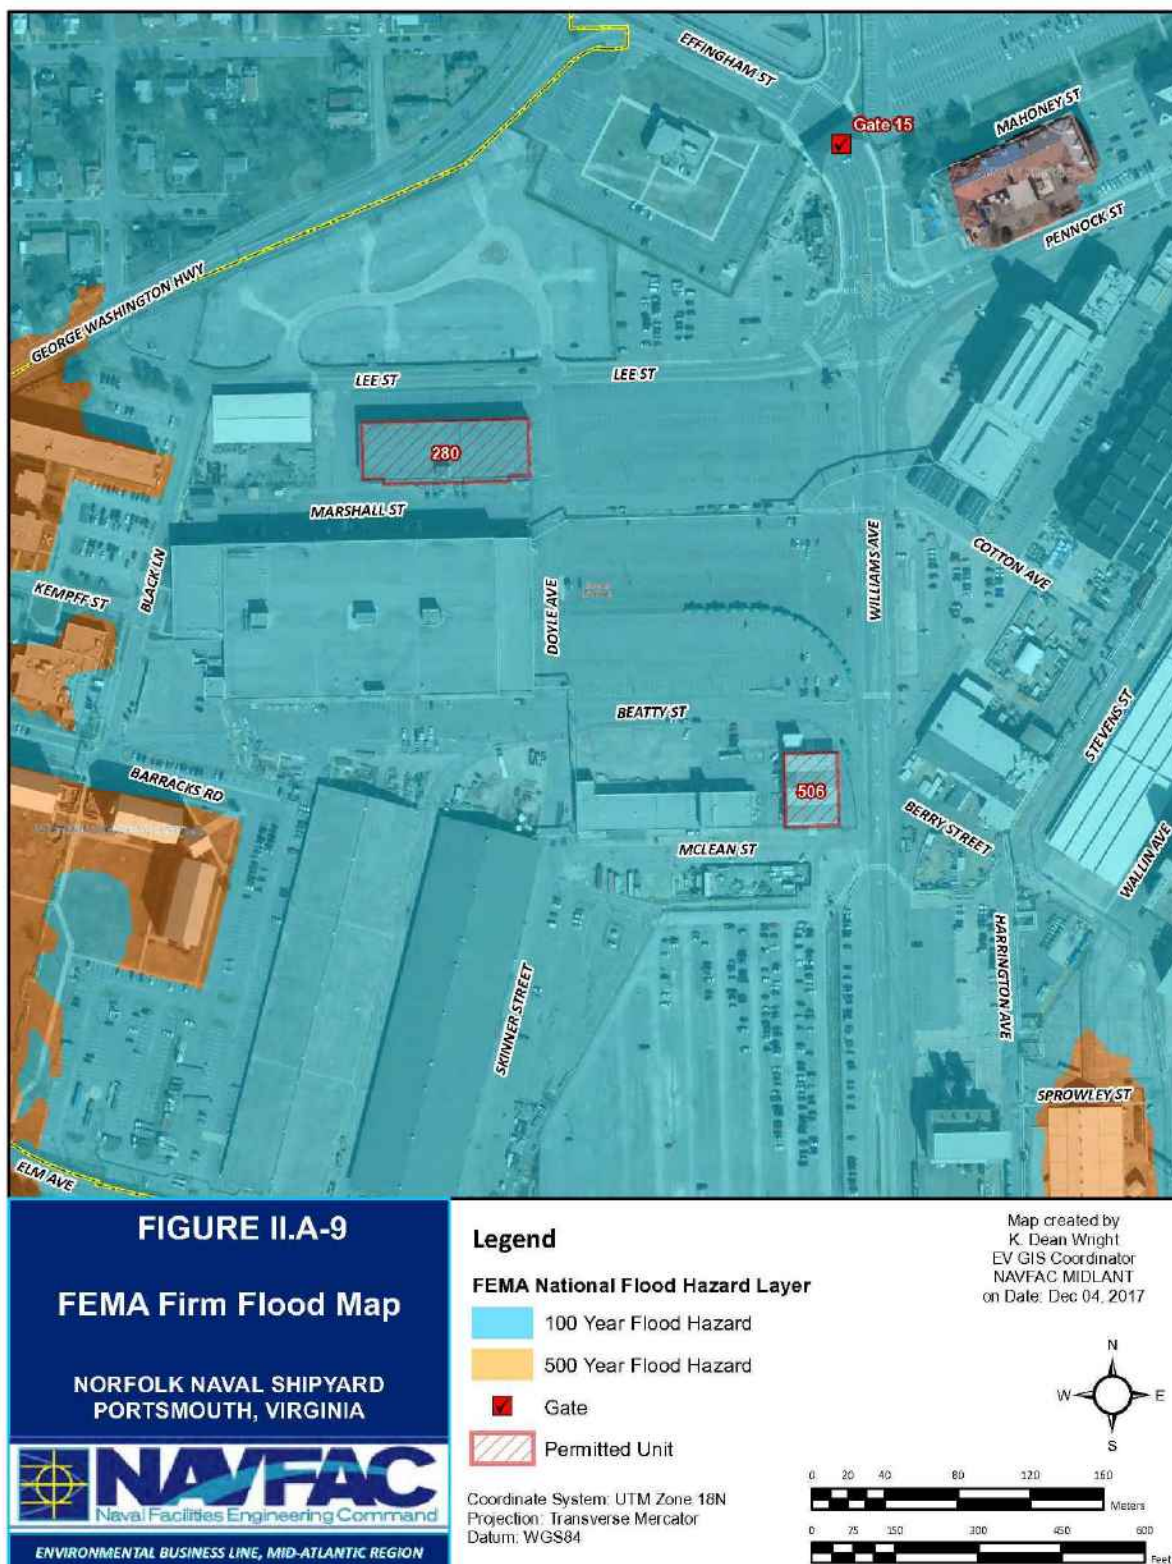 EFFINGHAM ST
MAHONEY ST
Gate 15
PENNOCK ST
GEORGE WASHINGTON HWY
LEE ST
LEE ST
280
MARSHALL ST
BLACK LN
KEMPFF ST
DOYLE AVE
WILLIAMS AVE
COTTON AVE
BEATTY ST
STEVENS ST
BARRACKS RD
506
BERRY STREET
MCLEAN ST
WALLIN AVE
HARRINGTON AVE
SKINNER STREET
SPROWLEY ST
ELM AVE
FIGURE II.A-9
FEMA Firm Flood Map
NORFOLK NAVAL SHIPYARD
PORTSMOUTH, VIRGINIA
NAVFAC
Naval Facilities Engineering Command
ENVIRONMENTAL BUSINESS LINE, MID-ATLANTIC REGION
Legend
FEMA National Flood Hazard Layer
100 Year Flood Hazard
500 Year Flood Hazard
Gate
Permitted Unit
Coordinate System: UTM Zone 18N
Projection: Transverse Mercator
Datum: WGS84
Map created by
K. Dean Wright
EV GIS Coordinator
NAVFAC MIDLANT
on Date: Dec 04, 2017
N
W E
S
0 20 40 80 120 160
Meters
0 75 150 300 450 600
Feet